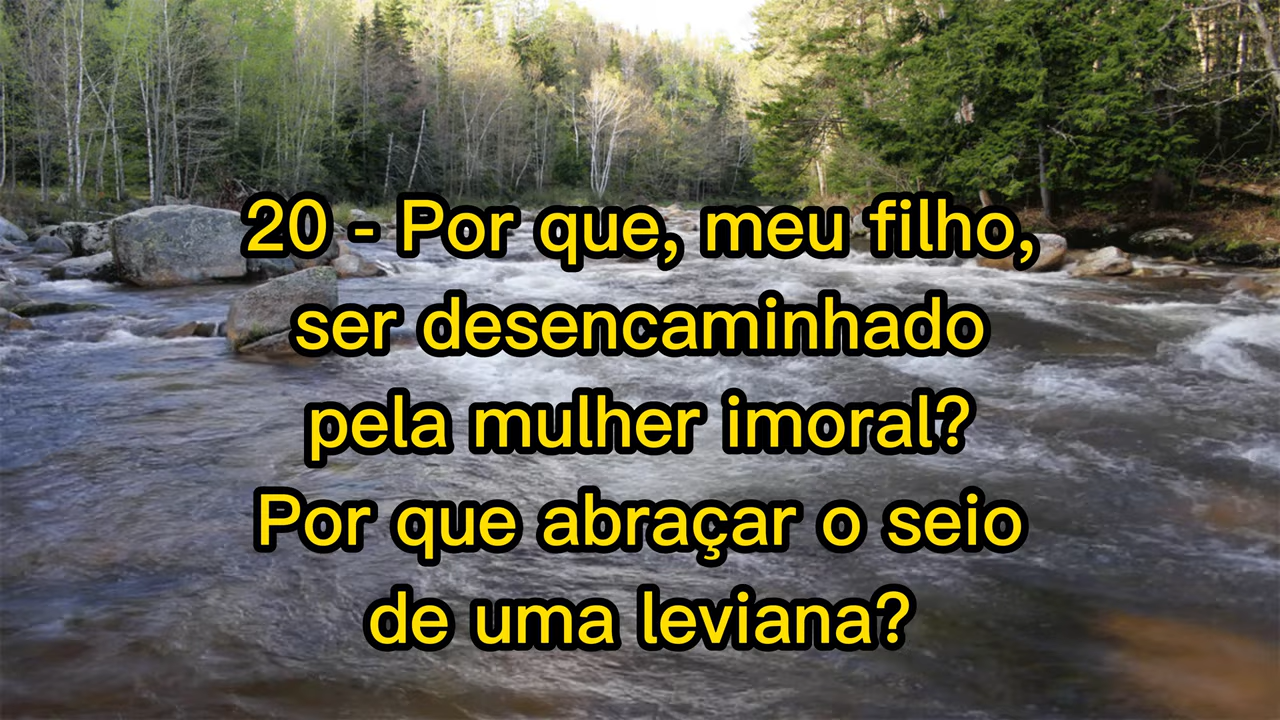 20 - Por que, meu filho,
ser desencaminhado
pela mulher imoral?
Por que abraçar o seio
de uma leviana?